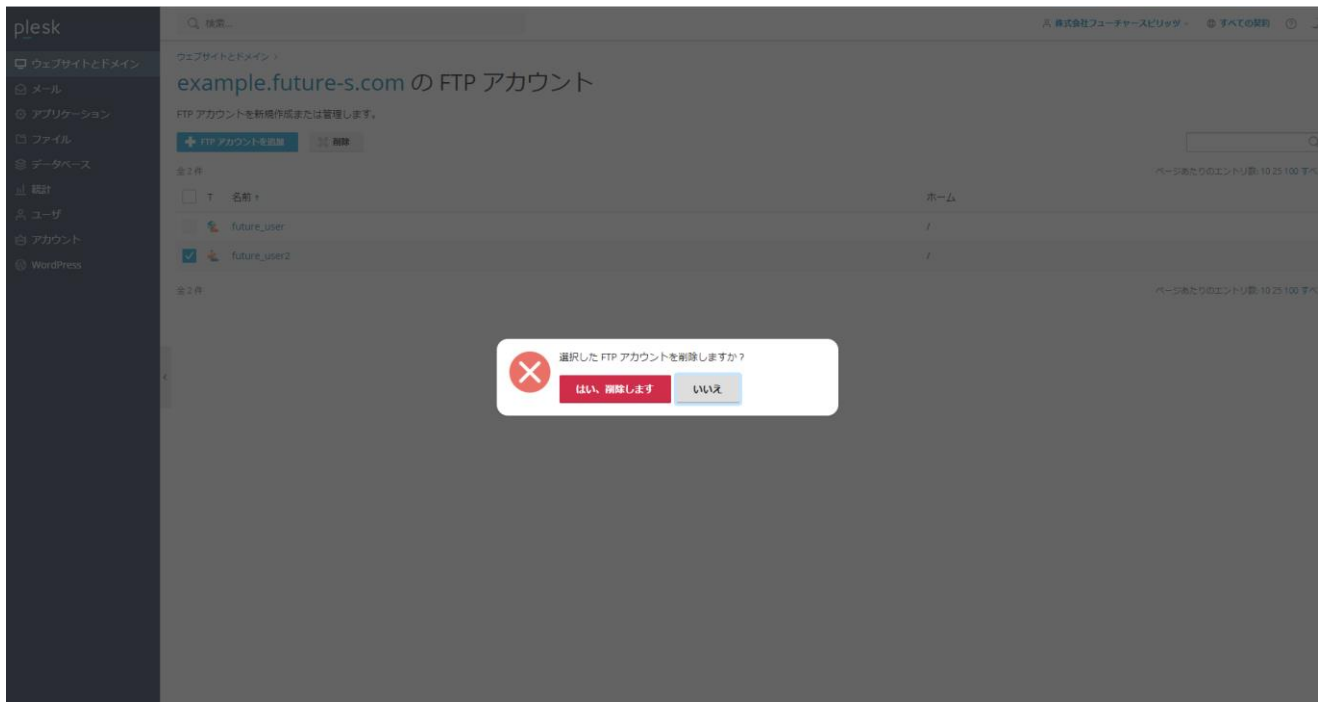 plesk
検索...
株式会社フューチャースピリッツ
すべての契約
ウェブサイトとドメイン
メール
アプリケーション
ファイル
データベース
統計
ユーザ
アカウント
WordPress
ウェブサイトとドメイン >
example.future-s.com の FTP アカウント
FTP アカウントを新規作成または管理します。
FTP アカウントを追加 削除
全 2 件 ページあたりのエントリ数: 10 25 100 すべ
T 名前 ↑ ホーム
future_user /
future_user2 /
全 2 件 ページあたりのエントリ数: 10 25 100 すべ
選択した FTP アカウントを削除しますか？
はい、削除します いいえ